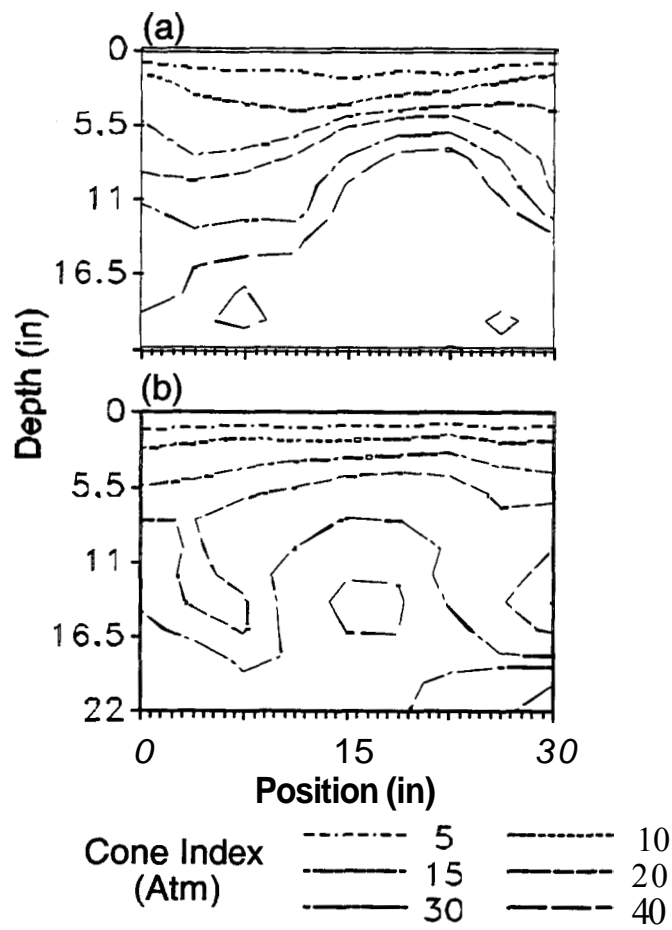 (a)
0
5.5
11
16.5
Depth (in)
(b)
0
5.5
11
16.5
22
0 15 30
Position (in)
Cone Index
(Atm)
5 10
15 20
30 40